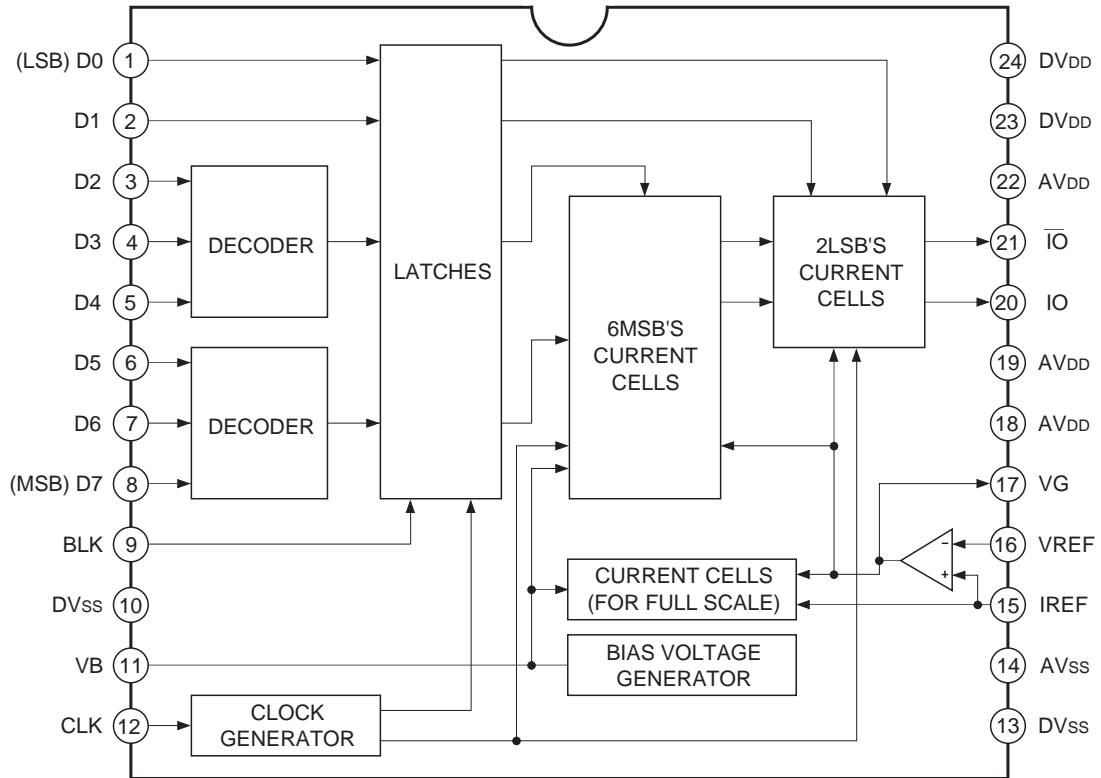 (LSB) D0 1
D1 2
D2 3
D3 4
D4 5
D5 6
D6 7
(MSB) D7 8
BLK 9
DVSS 10
VB 11
CLK 12
DECODER
DECODER
LATCHES
6MSB'S
CURRENT
CELLS
2LSB'S
CURRENT
CELLS
CURRENT CELLS
(FOR FULL SCALE)
BIAS VOLTAGE
GENERATOR
CLOCK
GENERATOR
−
+
24 DVDD
23 DVDD
22 AVDD
21 I̅O̅
20 IO
19 AVDD
18 AVDD
17 VG
16 VREF
15 IREF
14 AVSS
13 DVSS